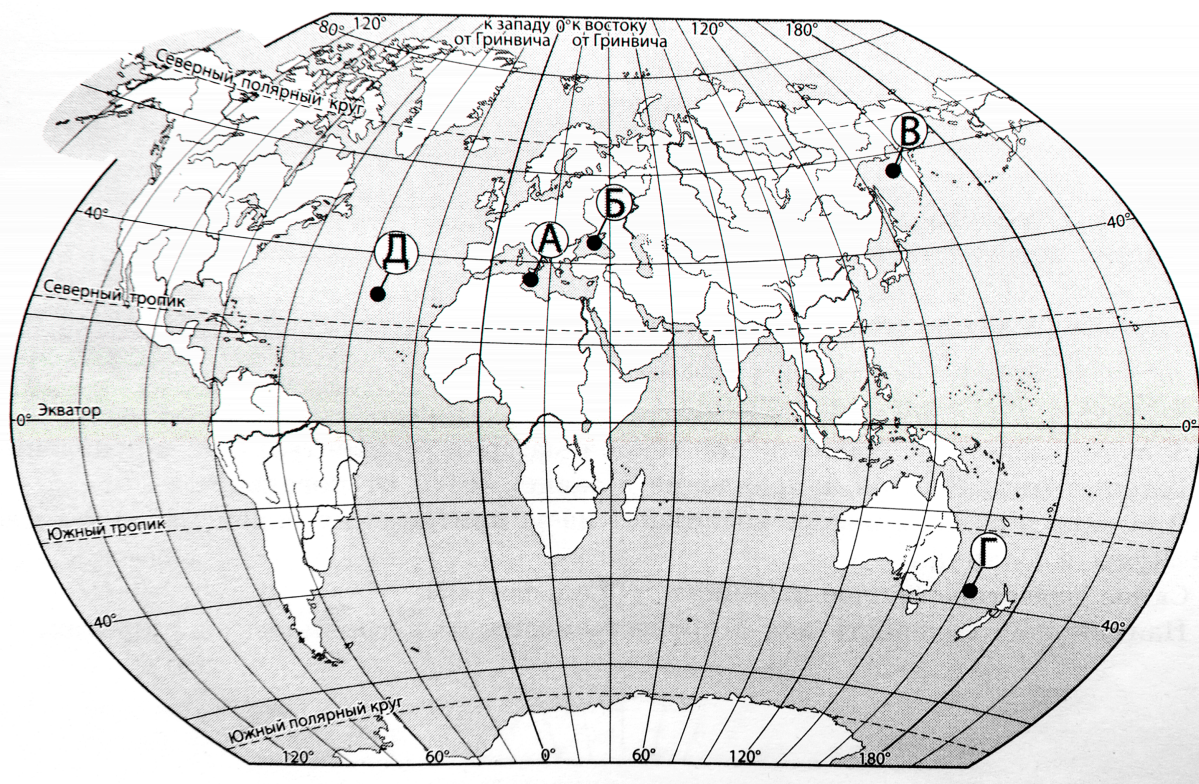 к западу 0° к востоку
от Гринвича от Гринвича
80° 120° 120° 180°
Северный полярный круг
В
Б
40° А 40°
Д
Северный тропик
0° Экватор 0°
Южный тропик
Г
40° 40°
Южный полярный круг
120° 60° 0° 60° 120° 180°